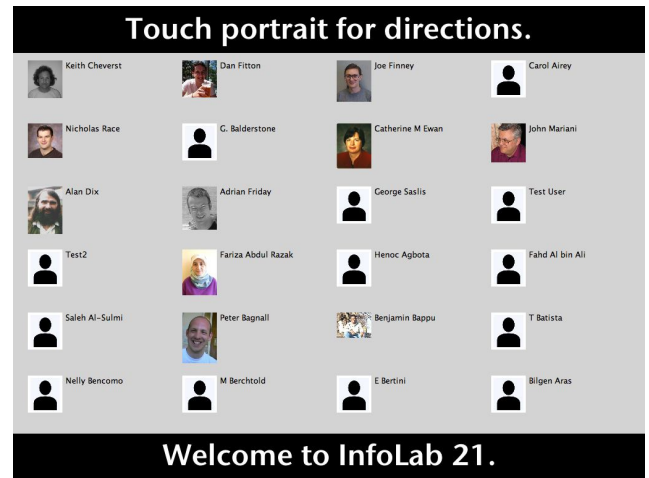 Touch portrait for directions.
Keith Cheverst
Dan Fitton
Joe Finney
Carol Airey
Nicholas Race
G. Balderstone
Catherine M Ewan
John Mariani
Alan Dix
Adrian Friday
George Saslis
Test User
Test2
Fariza Abdul Razak
Henoc Agbota
Fahd Al bin Ali
Saleh Al-Sulmi
Peter Bagnall
Benjamin Bappu
T Batista
Nelly Bencomo
M Berchtold
E Bertini
Bilgen Aras
Welcome to InfoLab 21.